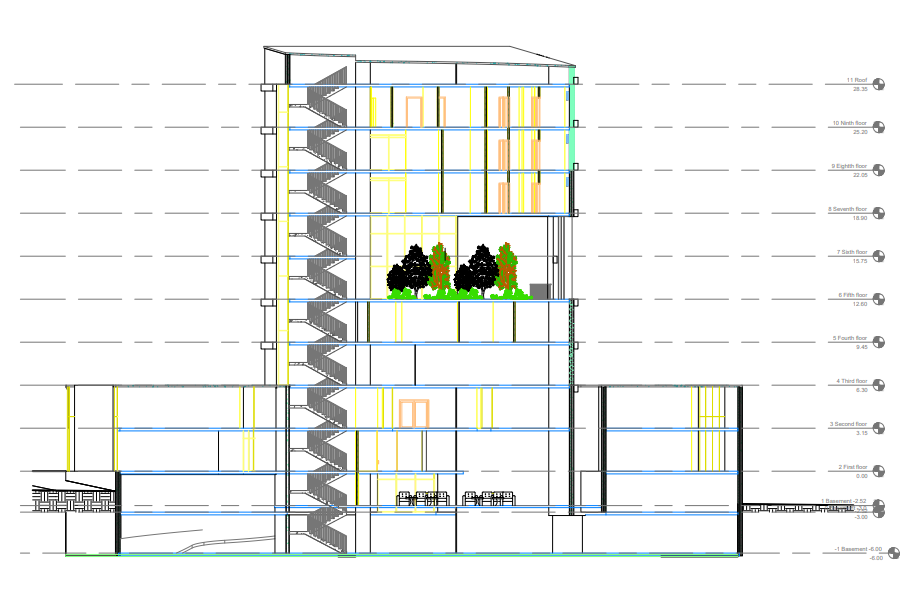 11 Roof
28.35
10 Ninth floor
25.20
9 Eighth floor
22.05
8 Seventh floor
18.90
7 Sixth floor
15.75
6 Fifth floor
12.60
5 Fourth floor
9.45
4 Third floor
6.30
3 Second floor
3.15
2 First floor
0.00
1 Basement -2.52
-3.00
-1 Basement -6.00
-6.00